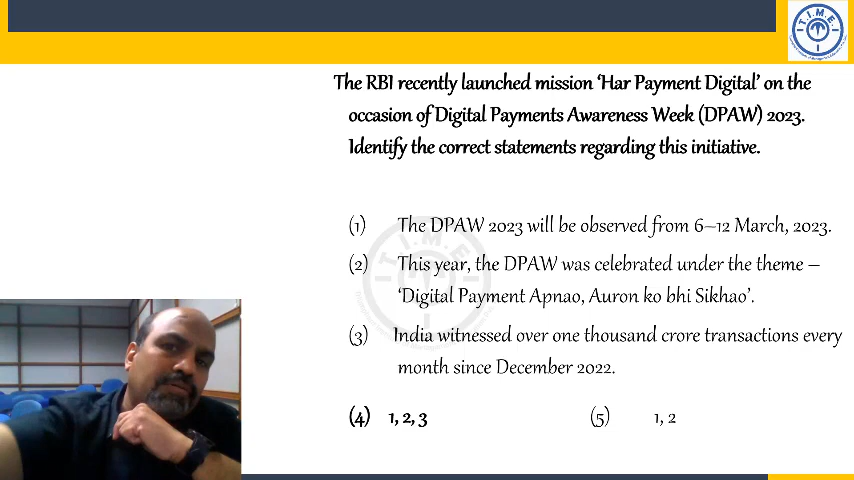 T.I.M.E.
The RBI recently launched mission ‘Har Payment Digital’ on the
occasion of Digital Payments Awareness Week (DPAW) 2023.
Identify the correct statements regarding this initiative.
(1) The DPAW 2023 will be observed from 6–12 March, 2023.
(2) This year, the DPAW was celebrated under the theme –
‘Digital Payment Apnao, Auron ko bhi Sikhao’.
(3) India witnessed over one thousand crore transactions every
month since December 2022.
(4) 1, 2, 3 (5) 1, 2
T.I.M.E.